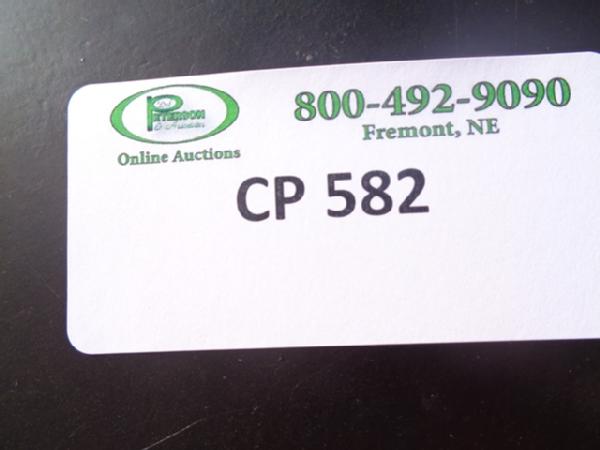 PETERSON
Online Auctions
800-492-9090
Fremont, NE
CP 582